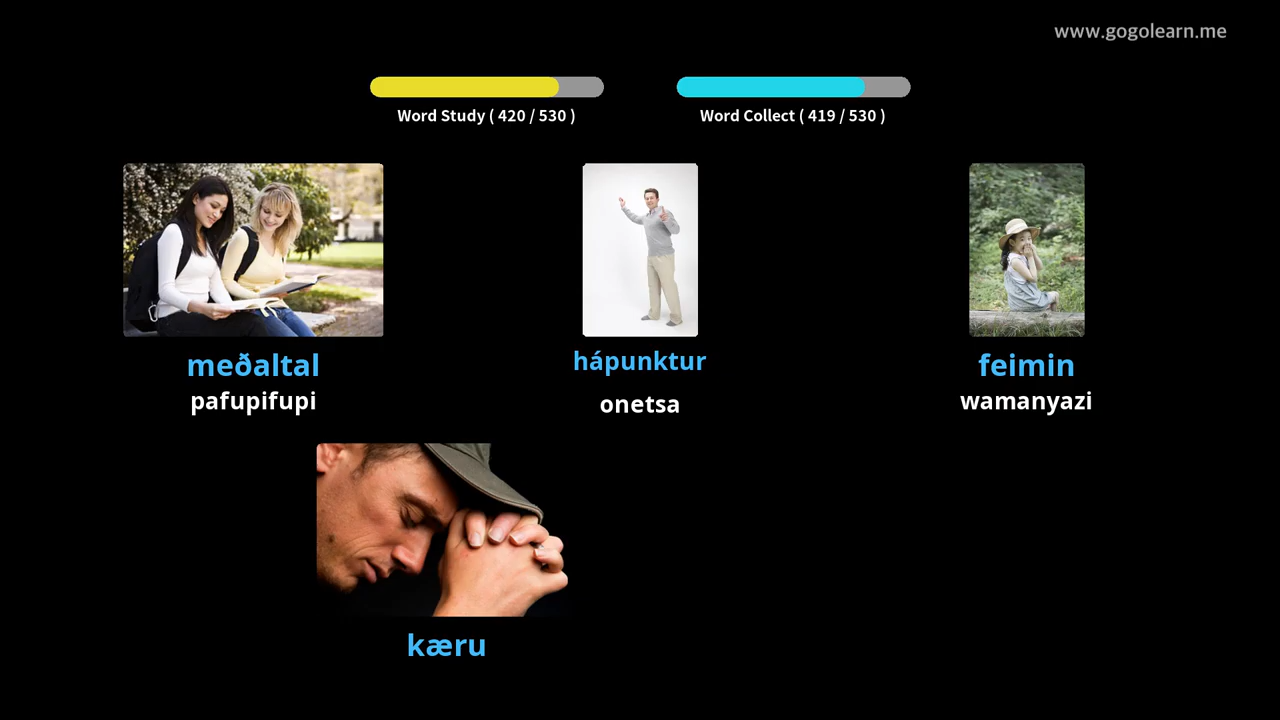 www.gogolearn.me
Word Study ( 420 / 530 )
Word Collect ( 419 / 530 )
meðaltal
pafupifupi
hápunktur
onetsa
feimin
wamanyazi
kæru